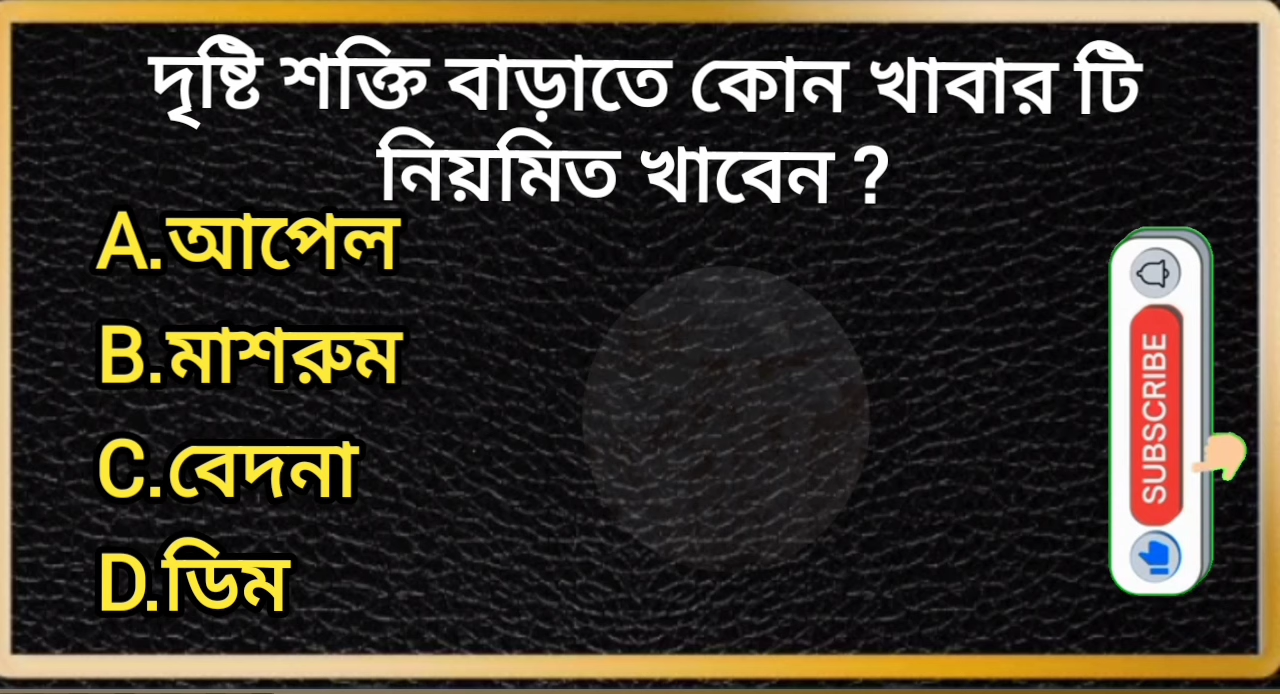 দৃষ্টি শক্তি বাড়াতে কোন খাবার টি
নিয়মিত খাবেন ?
A.আপেল
B.মাশরুম
C.বেদনা
D.ডিম
SUBSCRIBE